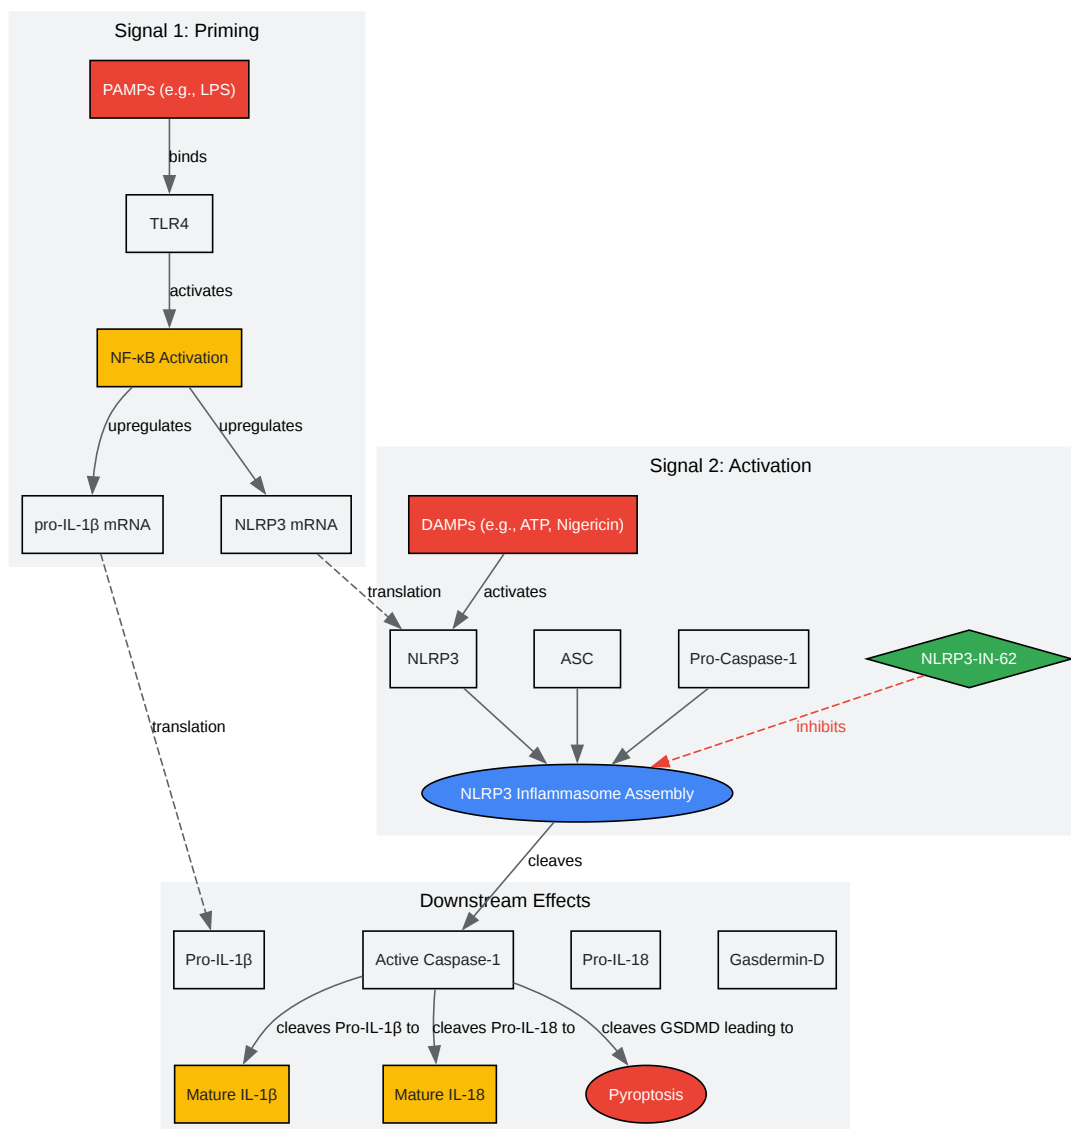 Signal 1: Priming
PAMPs (e.g., LPS)
binds
TLR4
activates
NF-κB Activation
upregulates
upregulates
pro-IL-1β mRNA
NLRP3 mRNA
Signal 2: Activation
DAMPs (e.g., ATP, Nigericin)
translation
activates
NLRP3
ASC
Pro-Caspase-1
NLRP3-IN-62
translation
inhibits
NLRP3 Inflammasome Assembly
cleaves
Downstream Effects
Pro-IL-1β
Active Caspase-1
Pro-IL-18
Gasdermin-D
cleaves Pro-IL-1β to
cleaves Pro-IL-18 to
cleaves GSDMD leading to
Mature IL-1β
Mature IL-18
Pyroptosis